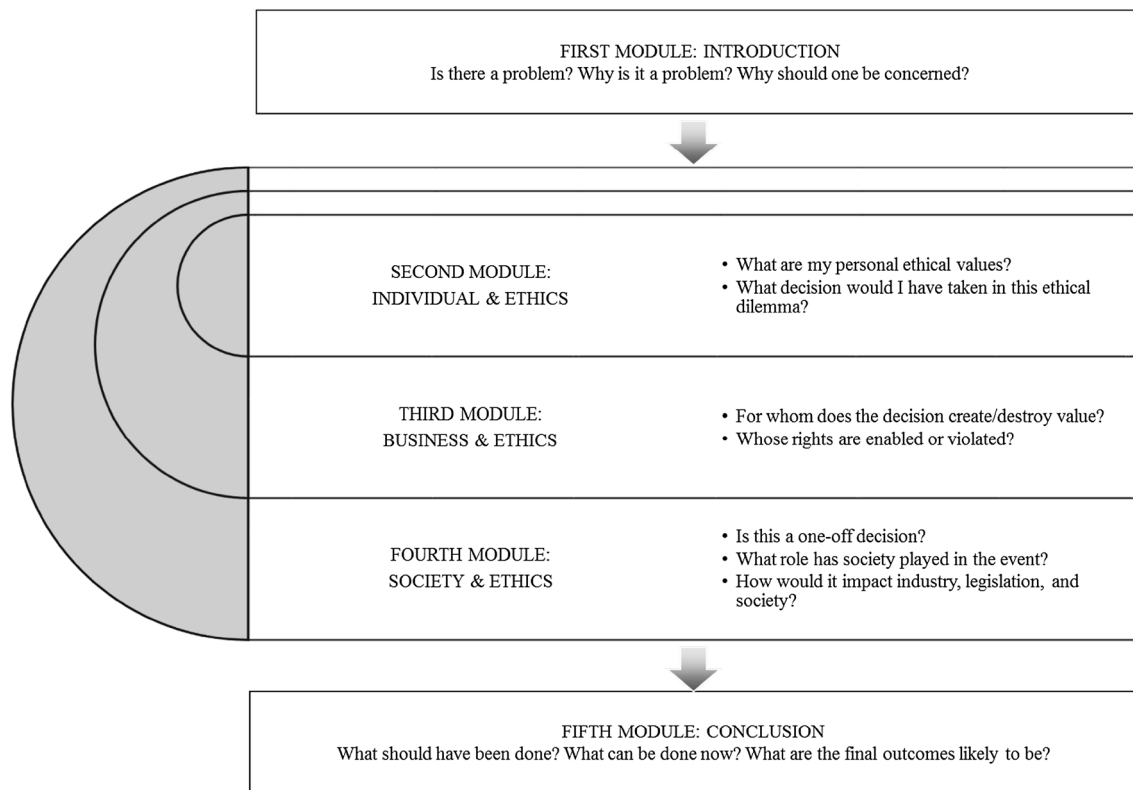 FIRST MODULE: INTRODUCTION
Is there a problem? Why is it a problem? Why should one be concerned?
SECOND MODULE:
INDIVIDUAL & ETHICS
• What are my personal ethical values?
• What decision would I have taken in this ethical
dilemma?
THIRD MODULE:
BUSINESS & ETHICS
• For whom does the decision create/destroy value?
• Whose rights are enabled or violated?
FOURTH MODULE:
SOCIETY & ETHICS
• Is this a one-off decision?
• What role has society played in the event?
• How would it impact industry, legislation, and
society?
FIFTH MODULE: CONCLUSION
What should have been done? What can be done now? What are the final outcomes likely to be?